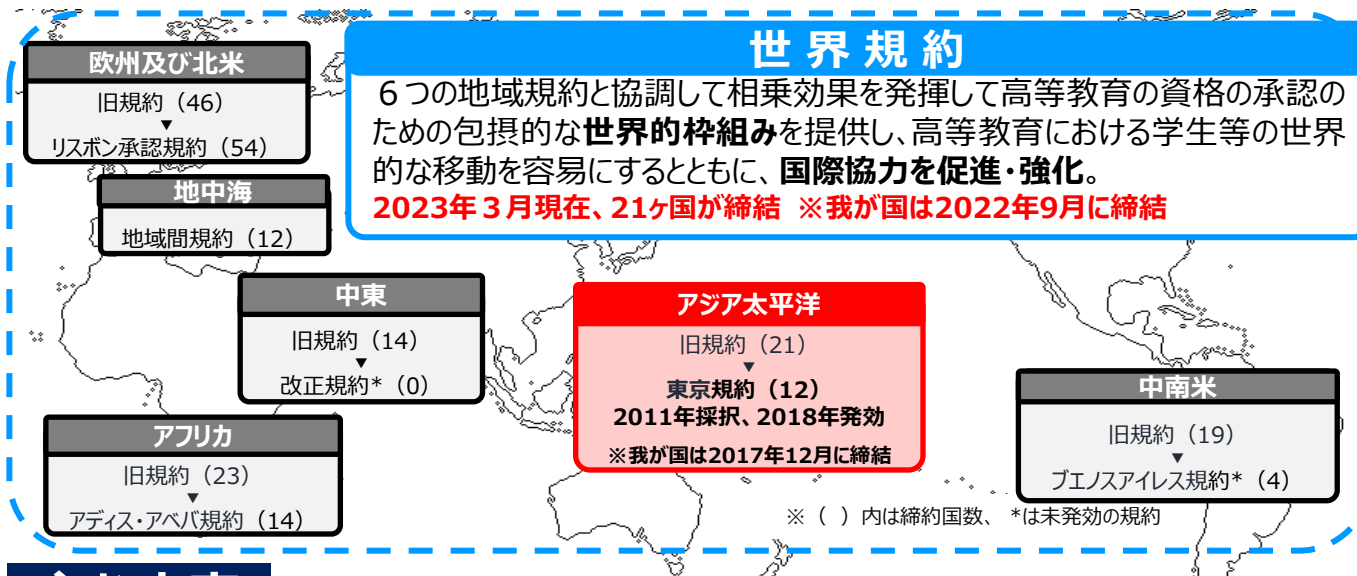 世界規約
６つの地域規約と協調して相乗効果を発揮して高等教育の資格の承認の
ための包摂的な世界的枠組みを提供し、高等教育における学生等の世界
的な移動を容易にするとともに、国際協力を促進・強化。
2023年３月現在、21ヶ国が締結 ※我が国は2022年9月に締結
欧州及び北米
旧規約（46）
▼
リスボン承認規約（54）
地中海
地域間規約（12）
中東
旧規約（14）
▼
改正規約*（0）
アフリカ
旧規約（23）
▼
アディス・アベバ規約（14）
アジア太平洋
旧規約（21）
▼
東京規約（12）
2011年採択、2018年発効
※我が国は2017年12月に締結
中南米
旧規約（19）
▼
ブエノスアイレス規約*（4）
※（ ）内は締約国数、 *は未発効の規約